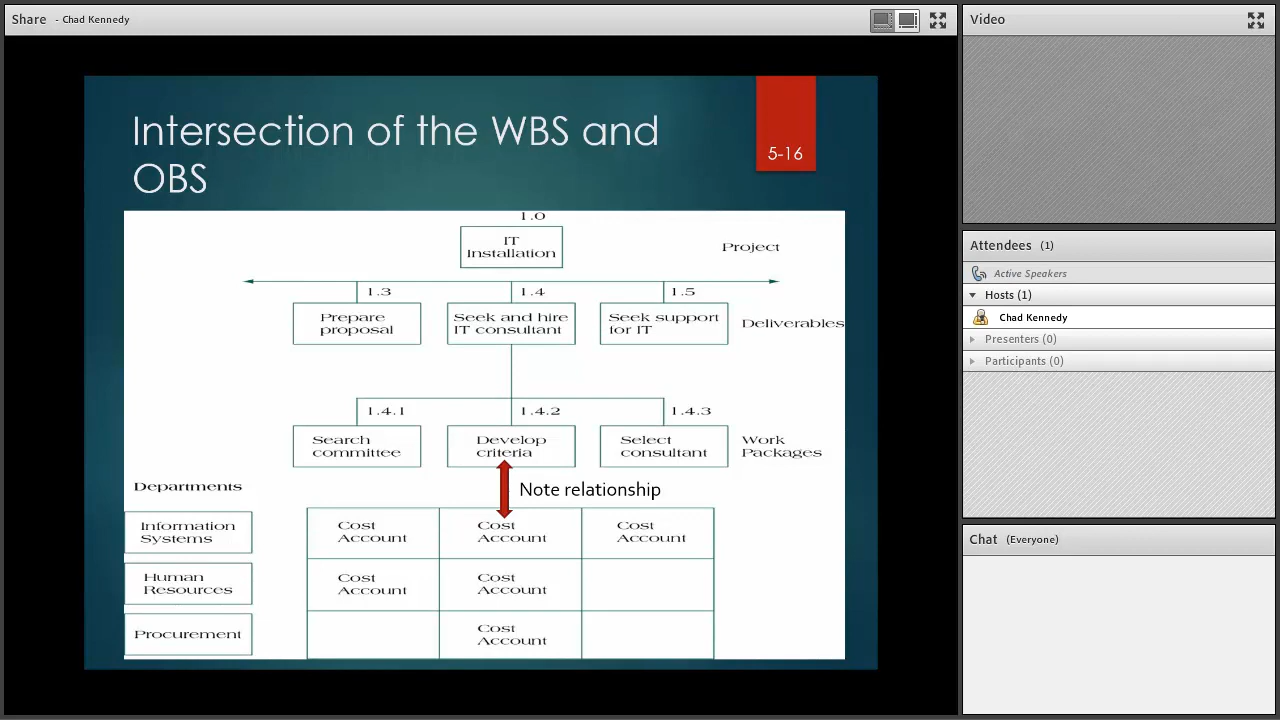 Share - Chad Kennedy
Intersection of the WBS and
OBS
5-16
1.0
IT
Installation
Project
1.3
1.4
1.5
Prepare
proposal
Seek and hire
IT consultant
Seek support
for IT
Deliverables
1.4.1
1.4.2
1.4.3
Search
committee
Develop
criteria
Select
consultant
Work
Packages
Departments
Note relationship
Information
Systems
Cost
Account
Cost
Account
Cost
Account
Human
Resources
Cost
Account
Cost
Account
Procurement
Cost
Account
Video
Attendees (1)
Active Speakers
Hosts (1)
Chad Kennedy
Presenters (0)
Participants (0)
Chat (Everyone)